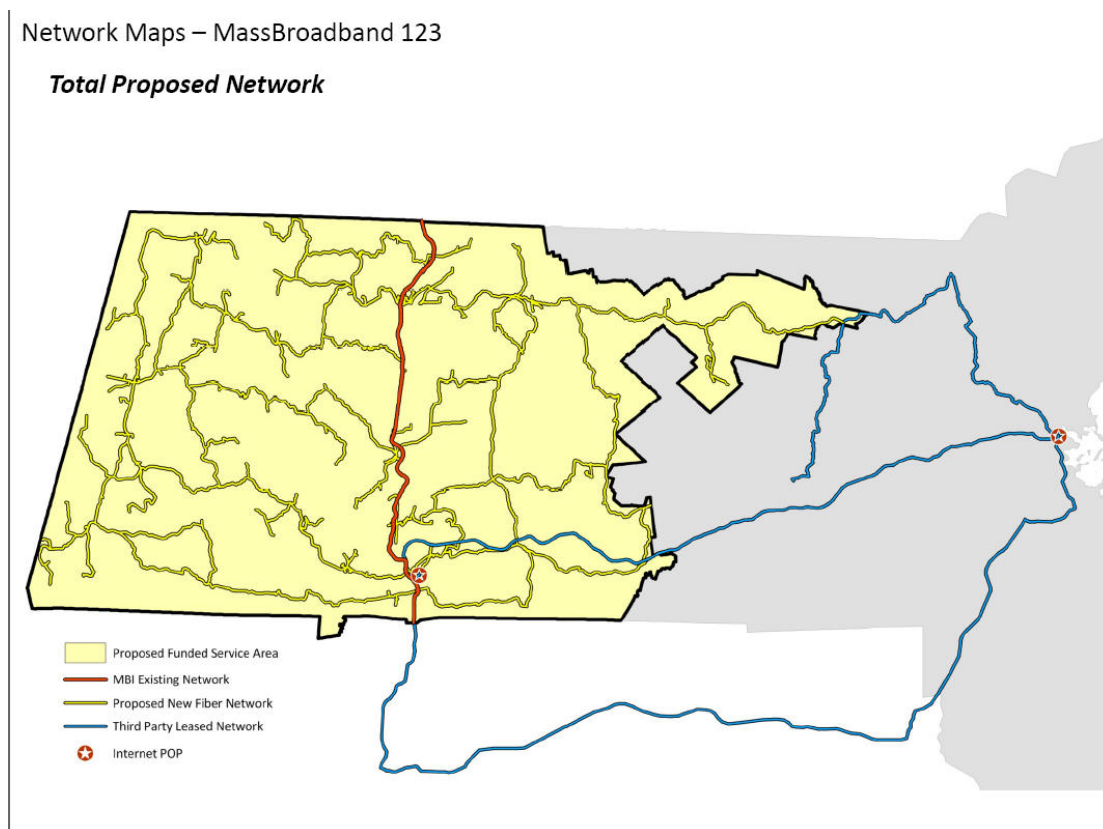 Network Maps – MassBroadband 123
Total Proposed Network
Proposed Funded Service Area
MBI Existing Network
Proposed New Fiber Network
Third Party Leased Network
Internet POP